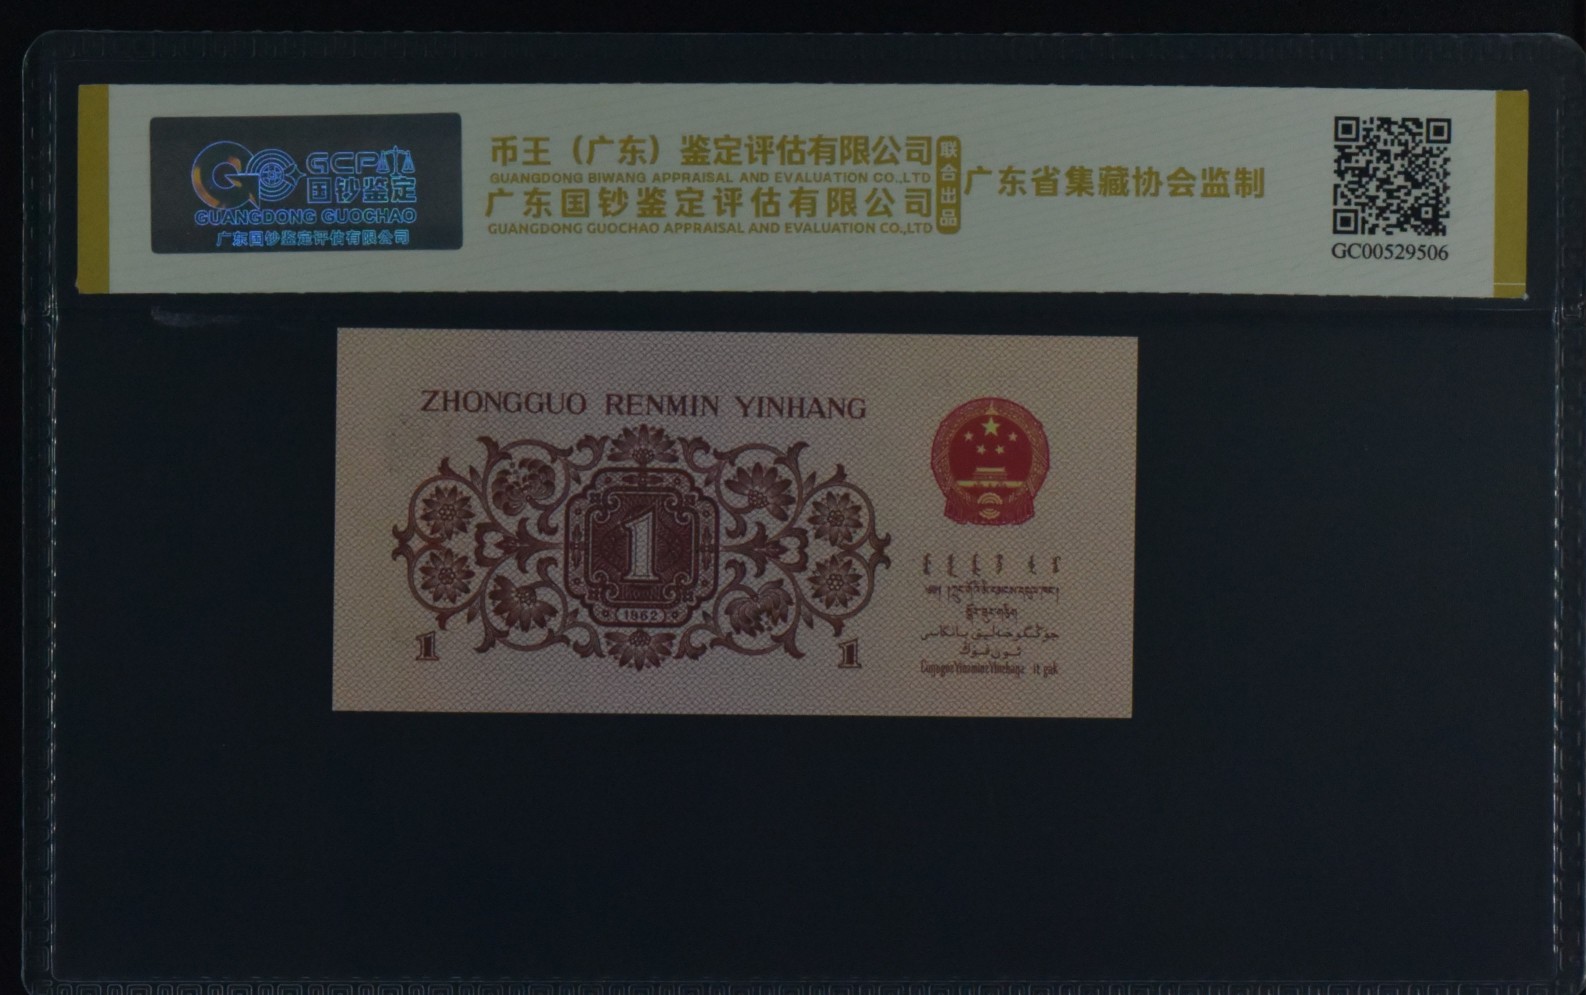 GCP
国钞鉴定
GUANGDONG GUOCHAO
广东国钞鉴定评估有限公司
币王（广东）鉴定评估有限公司
GUANGDONG BIWANG APPRAISAL AND EVALUATION CO.,LTD
广东国钞鉴定评估有限公司
GUANGDONG GUOCHAO APPRAISAL AND EVALUATION CO.,LTD
联合出品
广东省集藏协会监制
GC00529506
ZHONGGUO RENMIN YINHANG
1
1962
1
1